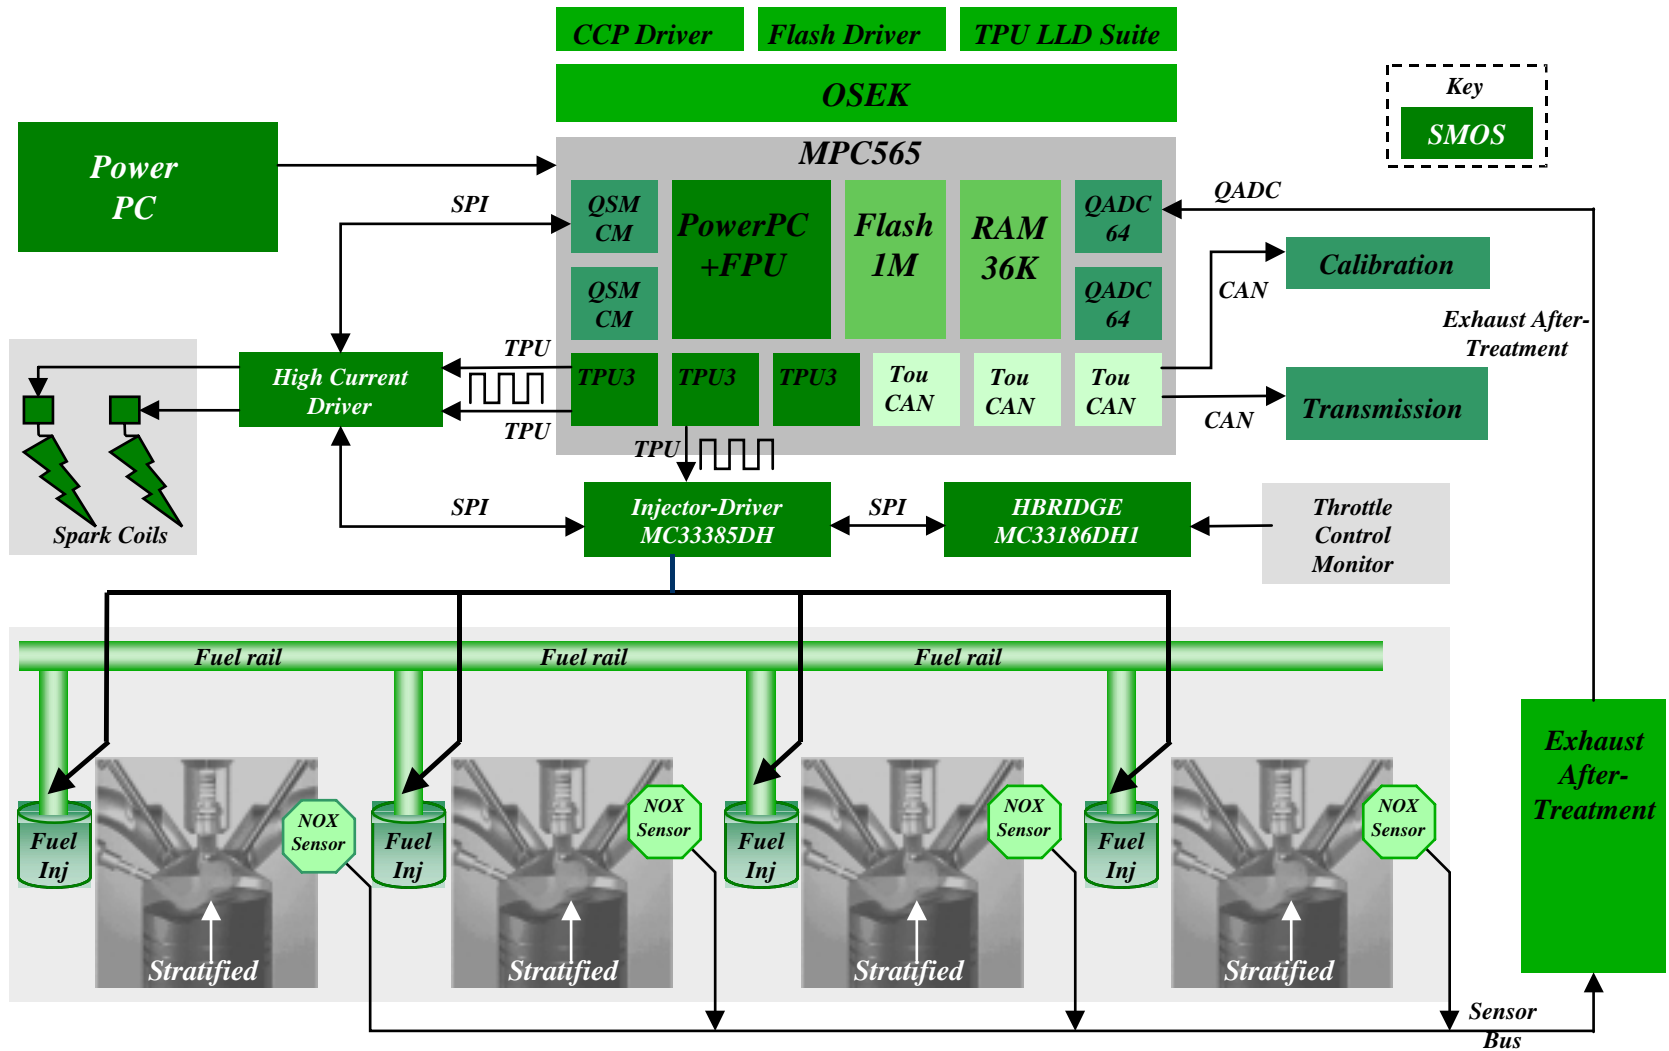 CCP Driver
Flash Driver
TPU LLD Suite
OSEK
Key
SMOS
Power
PC
MPC565
QSM
CM
PowerPC
+FPU
Flash
1M
RAM
36K
QADC
64
QSM
CM
QADC
64
TPU3
TPU3
TPU3
Tou
CAN
Tou
CAN
Tou
CAN
SPI
QADC
CAN
Calibration
Exhaust After-
Treatment
CAN
Transmission
TPU
TPU
TPU
High Current
Driver
Spark Coils
SPI
Injector-Driver
MC33385DH
SPI
HBRIDGE
MC33186DH1
Throttle
Control
Monitor
Fuel rail
Fuel rail
Fuel rail
Fuel
Inj
NOX
Sensor
Fuel
Inj
NOX
Sensor
Fuel
Inj
NOX
Sensor
Fuel
Inj
NOX
Sensor
Stratified
Stratified
Stratified
Stratified
Exhaust
After-
Treatment
Sensor
Bus